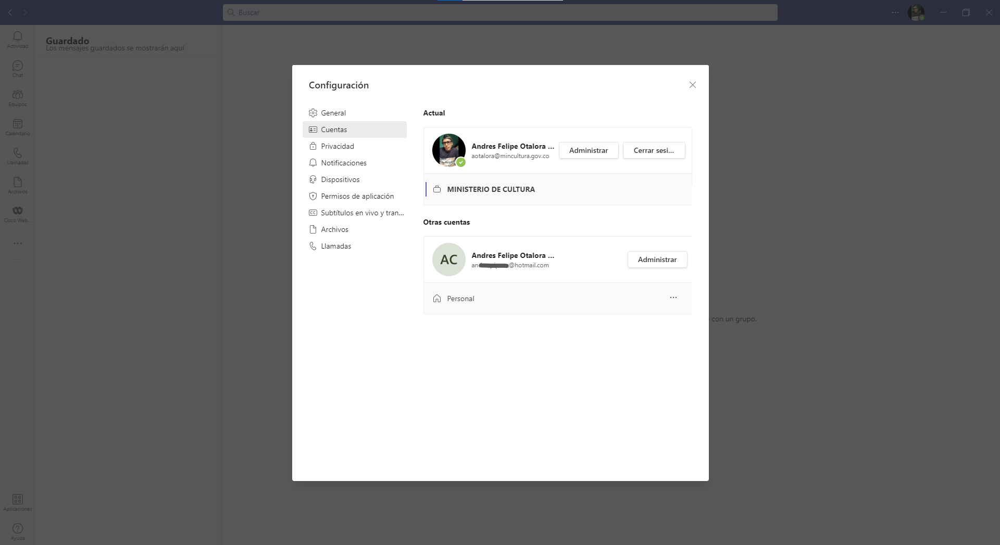 Buscar
Actividad
Chat
Equipos
Calendario
Llamadas
Archivos
Cisco Web...
Aplicaciones
Ayuda
Guardado
Los mensajes guardados se mostrarán aquí
Configuración
General
Cuentas
Privacidad
Notificaciones
Dispositivos
Permisos de aplicación
Subtítulos en vivo y tran...
Archivos
Llamadas
Actual
Andres Felipe Otalora ...
aotalora@mincultura.gov.co
Administrar
Cerrar sesi...
MINISTERIO DE CULTURA
Otras cuentas
AC
Andres Felipe Otalora ...
@hotmail.com
Administrar
Personal
con un grupo.